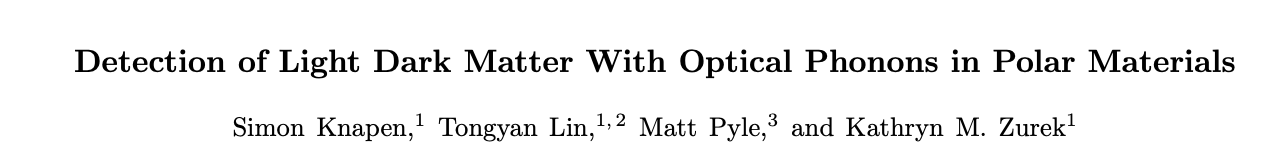 Detection of Light Dark Matter With Optical Phonons in Polar Materials
Simon Knapen,¹ Tongyan Lin,¹,² Matt Pyle,³ and Kathryn M. Zurek¹